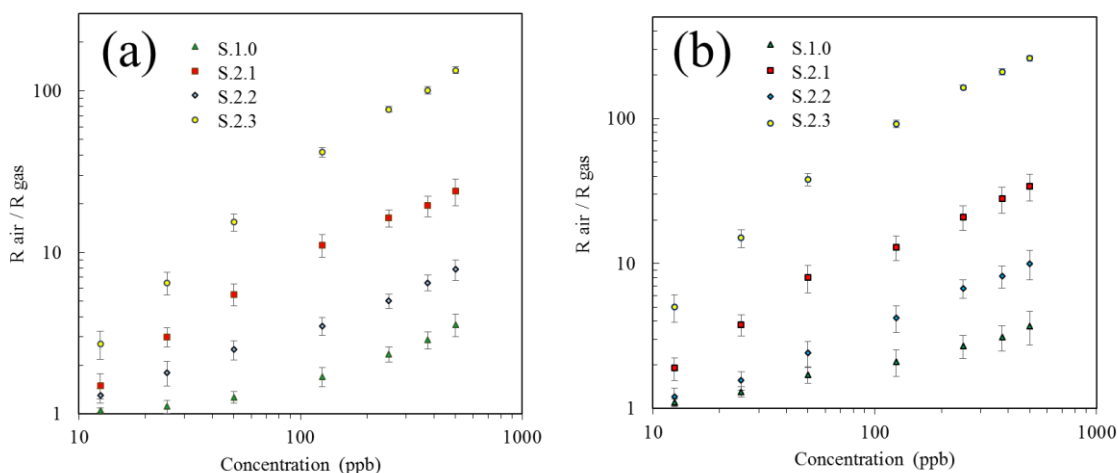 (a)
S.1.0
S.2.1
S.2.2
S.2.3
100
10
1
R air / R gas
10 100 1000
Concentration (ppb)
(b)
S.1.0
S.2.1
S.2.2
S.2.3
100
10
1
R air / R gas
10 100 1000
Concentration (ppb)